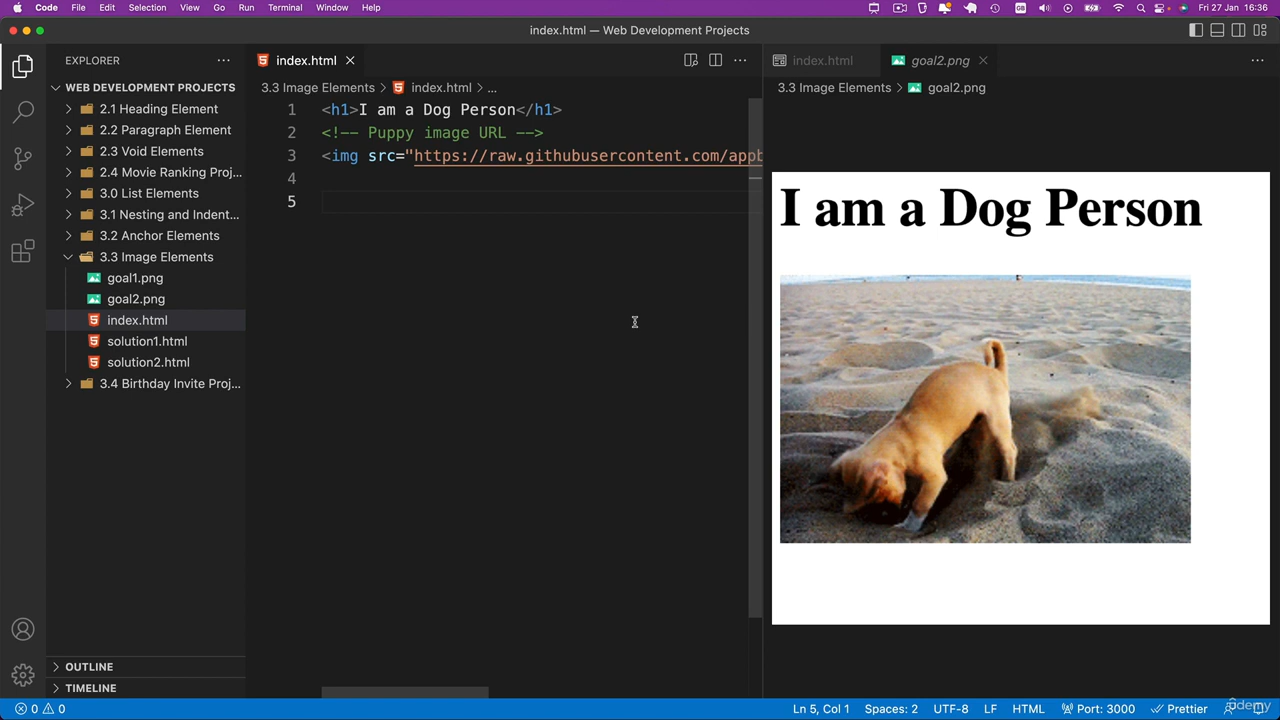 Code File Edit Selection View Go Run Terminal Window Help Fri 27 Jan 16:36
index.html — Web Development Projects
EXPLORER
index.html
index.html
goal2.png
WEB DEVELOPMENT PROJECTS
3.3 Image Elements > index.html > ...
3.3 Image Elements > goal2.png
2.1 Heading Element
2.2 Paragraph Element
2.3 Void Elements
2.4 Movie Ranking Proj...
3.0 List Elements
3.1 Nesting and Indent...
3.2 Anchor Elements
3.3 Image Elements
goal1.png
goal2.png
index.html
solution1.html
solution2.html
3.4 Birthday Invite Proj...
OUTLINE
TIMELINE
1 <h1>I am a Dog Person</h1>
2 <!-- Puppy image URL -->
3 <img src="https://raw.githubusercontent.com/appb
4
5
I am a Dog Person
0 0 Ln 5, Col 1 Spaces: 2 UTF-8 LF HTML Port: 3000 Prettier
ûdemy